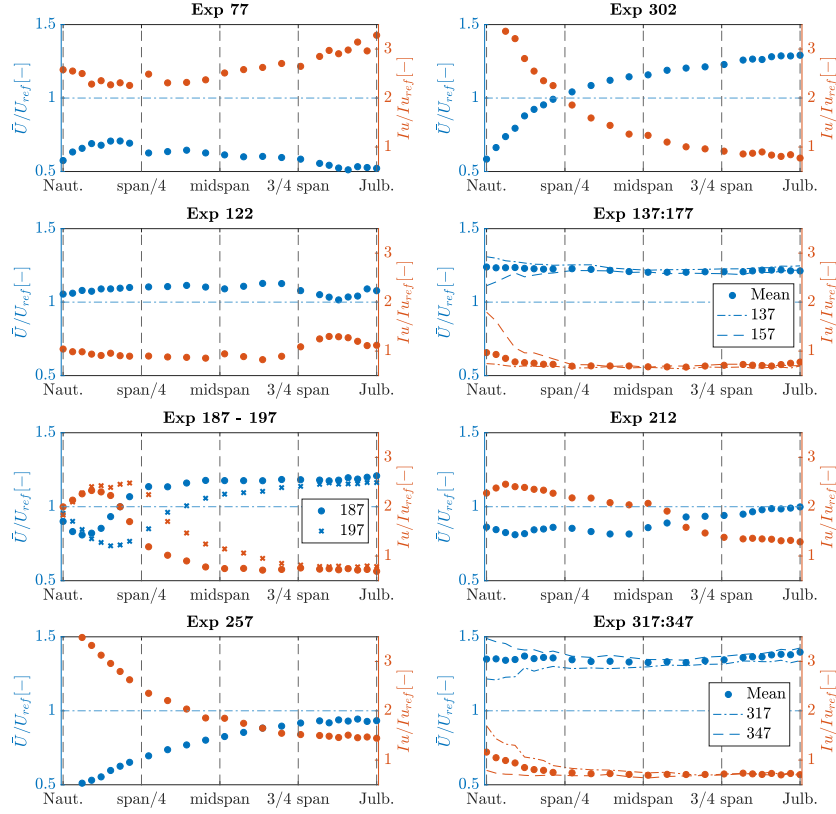 Exp 77
1.5
1
0.5
Ū/U_ref[−]
3
2
1
Iu/Iu_ref[−]
Naut. span/4 midspan 3/4 span Julb.
Exp 302
1.5
1
0.5
Ū/U_ref[−]
3
2
1
Iu/Iu_ref[−]
Naut. span/4 midspan 3/4 span Julb.
Exp 122
1.5
1
0.5
Ū/U_ref[−]
3
2
1
Iu/Iu_ref[−]
Naut. span/4 midspan 3/4 span Julb.
Exp 137:177
1.5
1
0.5
Ū/U_ref[−]
Mean
137
157
3
2
1
Iu/Iu_ref[−]
Naut. span/4 midspan 3/4 span Julb.
Exp 187 - 197
1.5
1
0.5
Ū/U_ref[−]
187
197
3
2
1
Iu/Iu_ref[−]
Naut. span/4 midspan 3/4 span Julb.
Exp 212
1.5
1
0.5
Ū/U_ref[−]
3
2
1
Iu/Iu_ref[−]
Naut. span/4 midspan 3/4 span Julb.
Exp 257
1.5
1
0.5
Ū/U_ref[−]
3
2
1
Iu/Iu_ref[−]
Naut. span/4 midspan 3/4 span Julb.
Exp 317:347
1.5
1
0.5
Ū/U_ref[−]
Mean
317
347
3
2
1
Iu/Iu_ref[−]
Naut. span/4 midspan 3/4 span Julb.